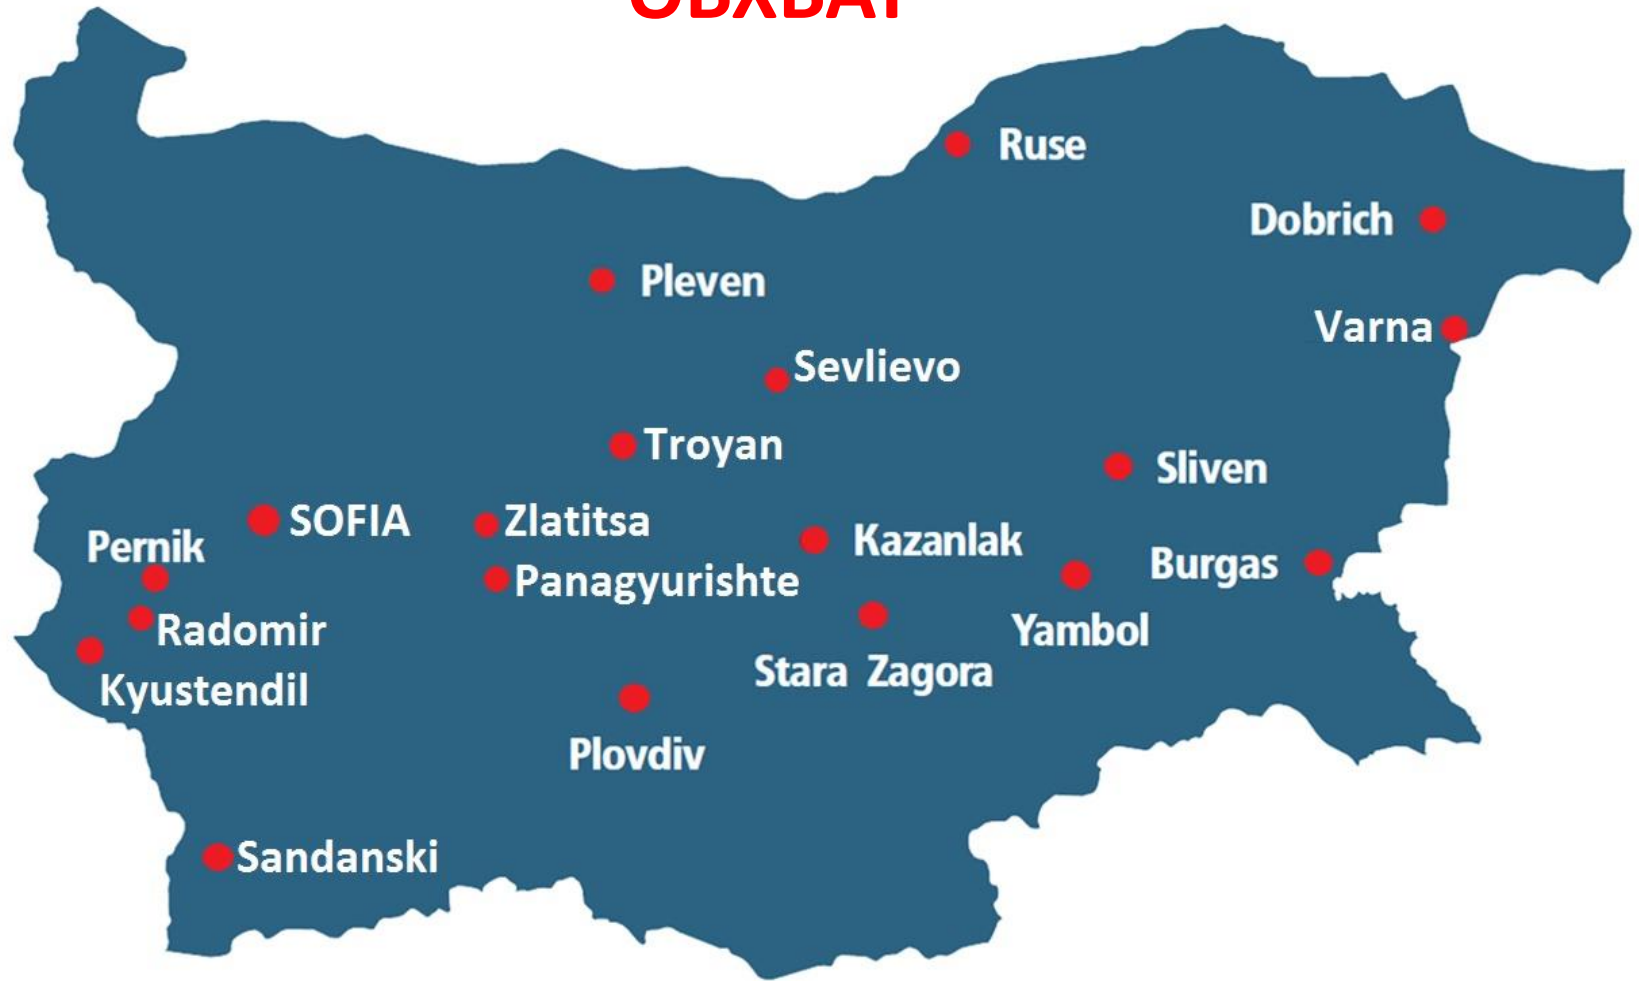 ОБХВАТ
Ruse
Dobrich
Pleven
Varna
Sevlievo
Troyan
Sliven
SOFIA
Zlatitsa
Kazanlak
Pernik
Burgas
Panagyurishte
Radomir
Yambol
Stara Zagora
Kyustendil
Plovdiv
Sandanski